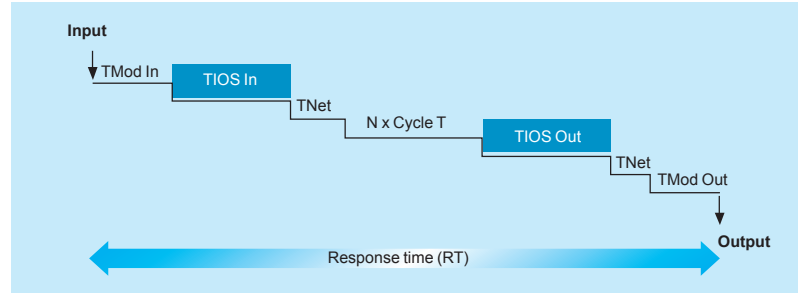 Input
TMod In
TIOS In
TNet
N x Cycle T
TIOS Out
TNet
TMod Out
Output
Response time (RT)